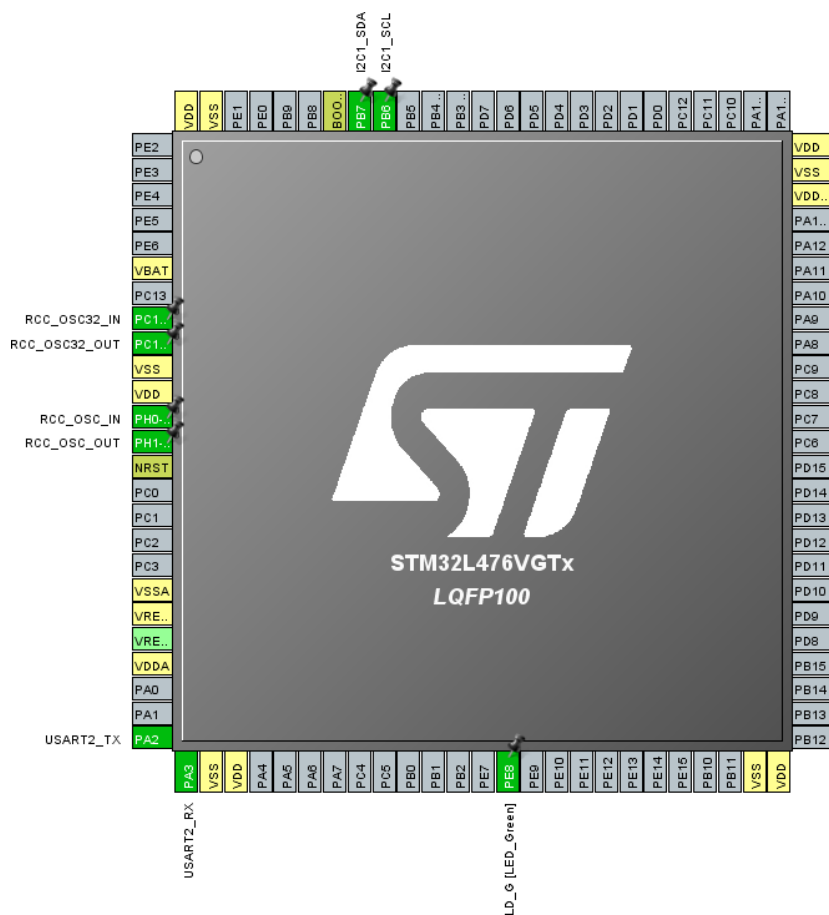 I2C1_SDA
I2C1_SCL
VDD
VSS
PE1
PE0
PB9
PB8
BOO..
PB7
PB6
PB5
PB4..
PB3..
PD7
PD6
PD5
PD4
PD3
PD2
PD1
PD0
PC12
PC11
PC10
PA1..
PA1..
PE2
PE3
PE4
PE5
PE6
VBAT
PC13
RCC_OSC32_IN PC1..
RCC_OSC32_OUT PC1..
VSS
VDD
RCC_OSC_IN PH0-..
RCC_OSC_OUT PH1-..
NRST
PC0
PC1
PC2
PC3
VSSA
VRE..
VRE..
VDDA
PA0
PA1
USART2_TX PA2
STM32L476VGTx
LQFP100
VDD
VSS
VDD..
PA1..
PA12
PA11
PA10
PA9
PA8
PC9
PC8
PC7
PC6
PD15
PD14
PD13
PD12
PD11
PD10
PD9
PD8
PB15
PB14
PB13
PB12
PA3
VSS
VDD
PA4
PA5
PA6
PA7
PC4
PC5
PB0
PB1
PB2
PE7
PE8
PE9
PE10
PE11
PE12
PE13
PE14
PE15
PB10
PB11
VSS
VDD
USART2_RX
LD_G [LED_Green]